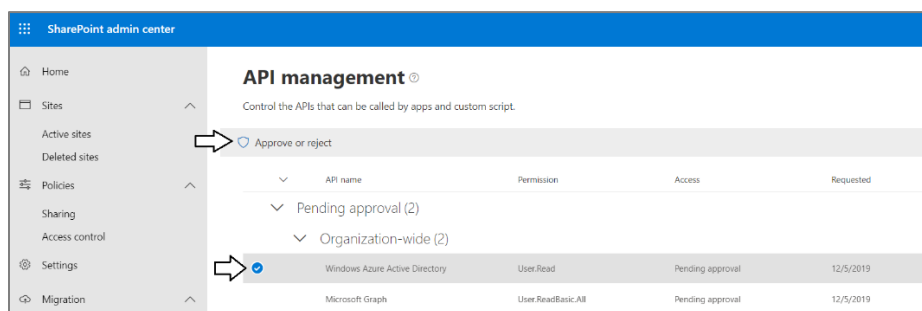 SharePoint admin center
Home
Sites
Active sites
Deleted sites
Policies
Sharing
Access control
Settings
Migration
API management
Control the APIs that can be called by apps and custom script.
Approve or reject
API name Permission Access Requested
Pending approval (2)
Organization-wide (2)
Windows Azure Active Directory User.Read Pending approval 12/5/2019
Microsoft Graph User.ReadBasic.All Pending approval 12/5/2019